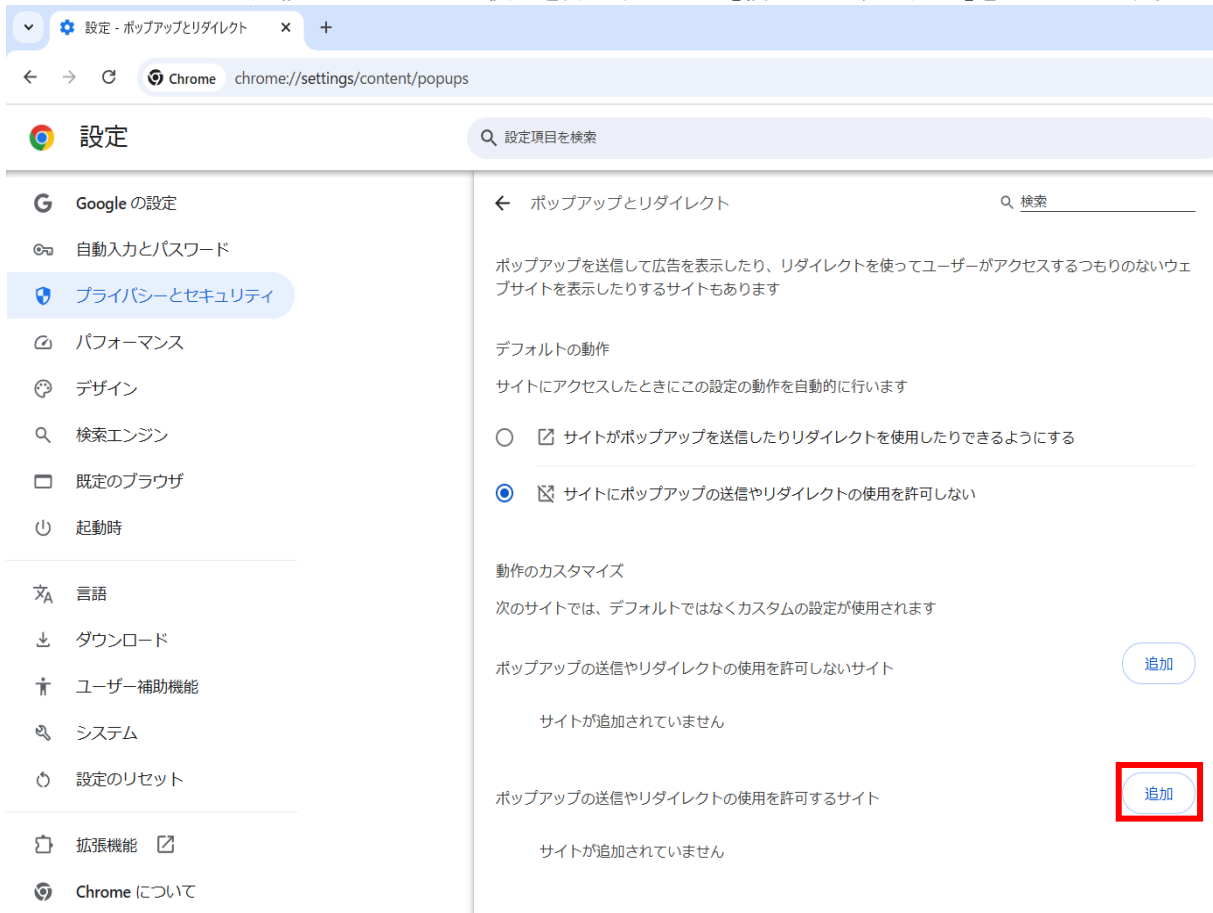 設定 - ポップアップとリダイレクト
Chrome chrome://settings/content/popups
設定
設定項目を検索
Google の設定
自動入力とパスワード
プライバシーとセキュリティ
パフォーマンス
デザイン
検索エンジン
既定のブラウザ
起動時
言語
ダウンロード
ユーザー補助機能
システム
設定のリセット
拡張機能
Chrome について
ポップアップとリダイレクト
検索
ポップアップを送信して広告を表示したり、リダイレクトを使ってユーザーがアクセスするつもりのないウェ
ブサイトを表示したりするサイトもあります
デフォルトの動作
サイトにアクセスしたときにこの設定の動作を自動的に行います
サイトがポップアップを送信したりリダイレクトを使用したりできるようにする
サイトにポップアップの送信やリダイレクトの使用を許可しない
動作のカスタマイズ
次のサイトでは、デフォルトではなくカスタムの設定が使用されます
ポップアップの送信やリダイレクトの使用を許可しないサイト
追加
サイトが追加されていません
ポップアップの送信やリダイレクトの使用を許可するサイト
追加
サイトが追加されていません